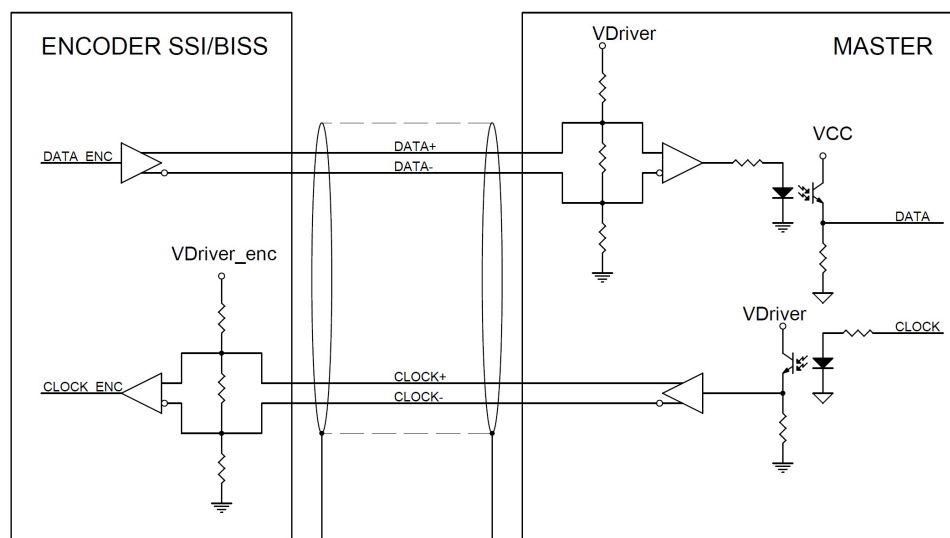 ENCODER SSI/BISS
MASTER
VDriver
DATA_ENC
DATA+
DATA-
VCC
DATA
VDriver_enc
VDriver
CLOCK
CLOCK_ENC
CLOCK+
CLOCK-